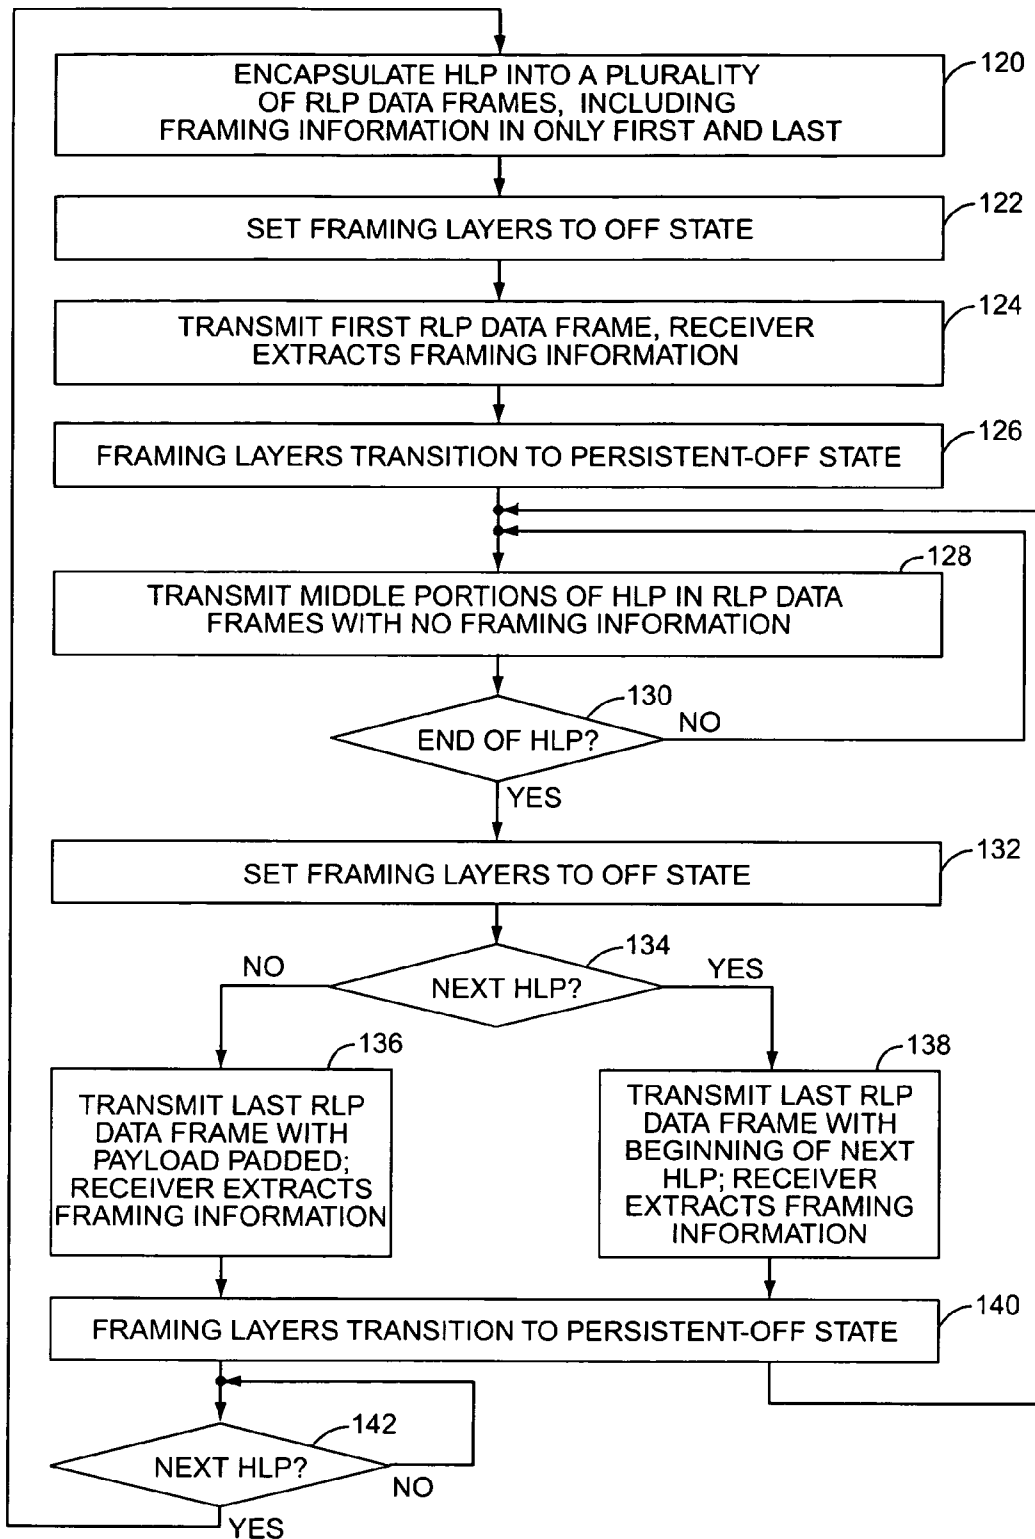 120
ENCAPSULATE HLP INTO A PLURALITY
OF RLP DATA FRAMES, INCLUDING
FRAMING INFORMATION IN ONLY FIRST AND LAST
122
SET FRAMING LAYERS TO OFF STATE
124
TRANSMIT FIRST RLP DATA FRAME, RECEIVER
EXTRACTS FRAMING INFORMATION
126
FRAMING LAYERS TRANSITION TO PERSISTENT-OFF STATE
128
TRANSMIT MIDDLE PORTIONS OF HLP IN RLP DATA
FRAMES WITH NO FRAMING INFORMATION
130
END OF HLP?
NO
YES
132
SET FRAMING LAYERS TO OFF STATE
134
NEXT HLP?
NO
YES
136
TRANSMIT LAST RLP
DATA FRAME WITH
PAYLOAD PADDED;
RECEIVER EXTRACTS
FRAMING INFORMATION
138
TRANSMIT LAST RLP
DATA FRAME WITH
BEGINNING OF NEXT
HLP; RECEIVER
EXTRACTS FRAMING
INFORMATION
140
FRAMING LAYERS TRANSITION TO PERSISTENT-OFF STATE
142
NEXT HLP?
NO
YES